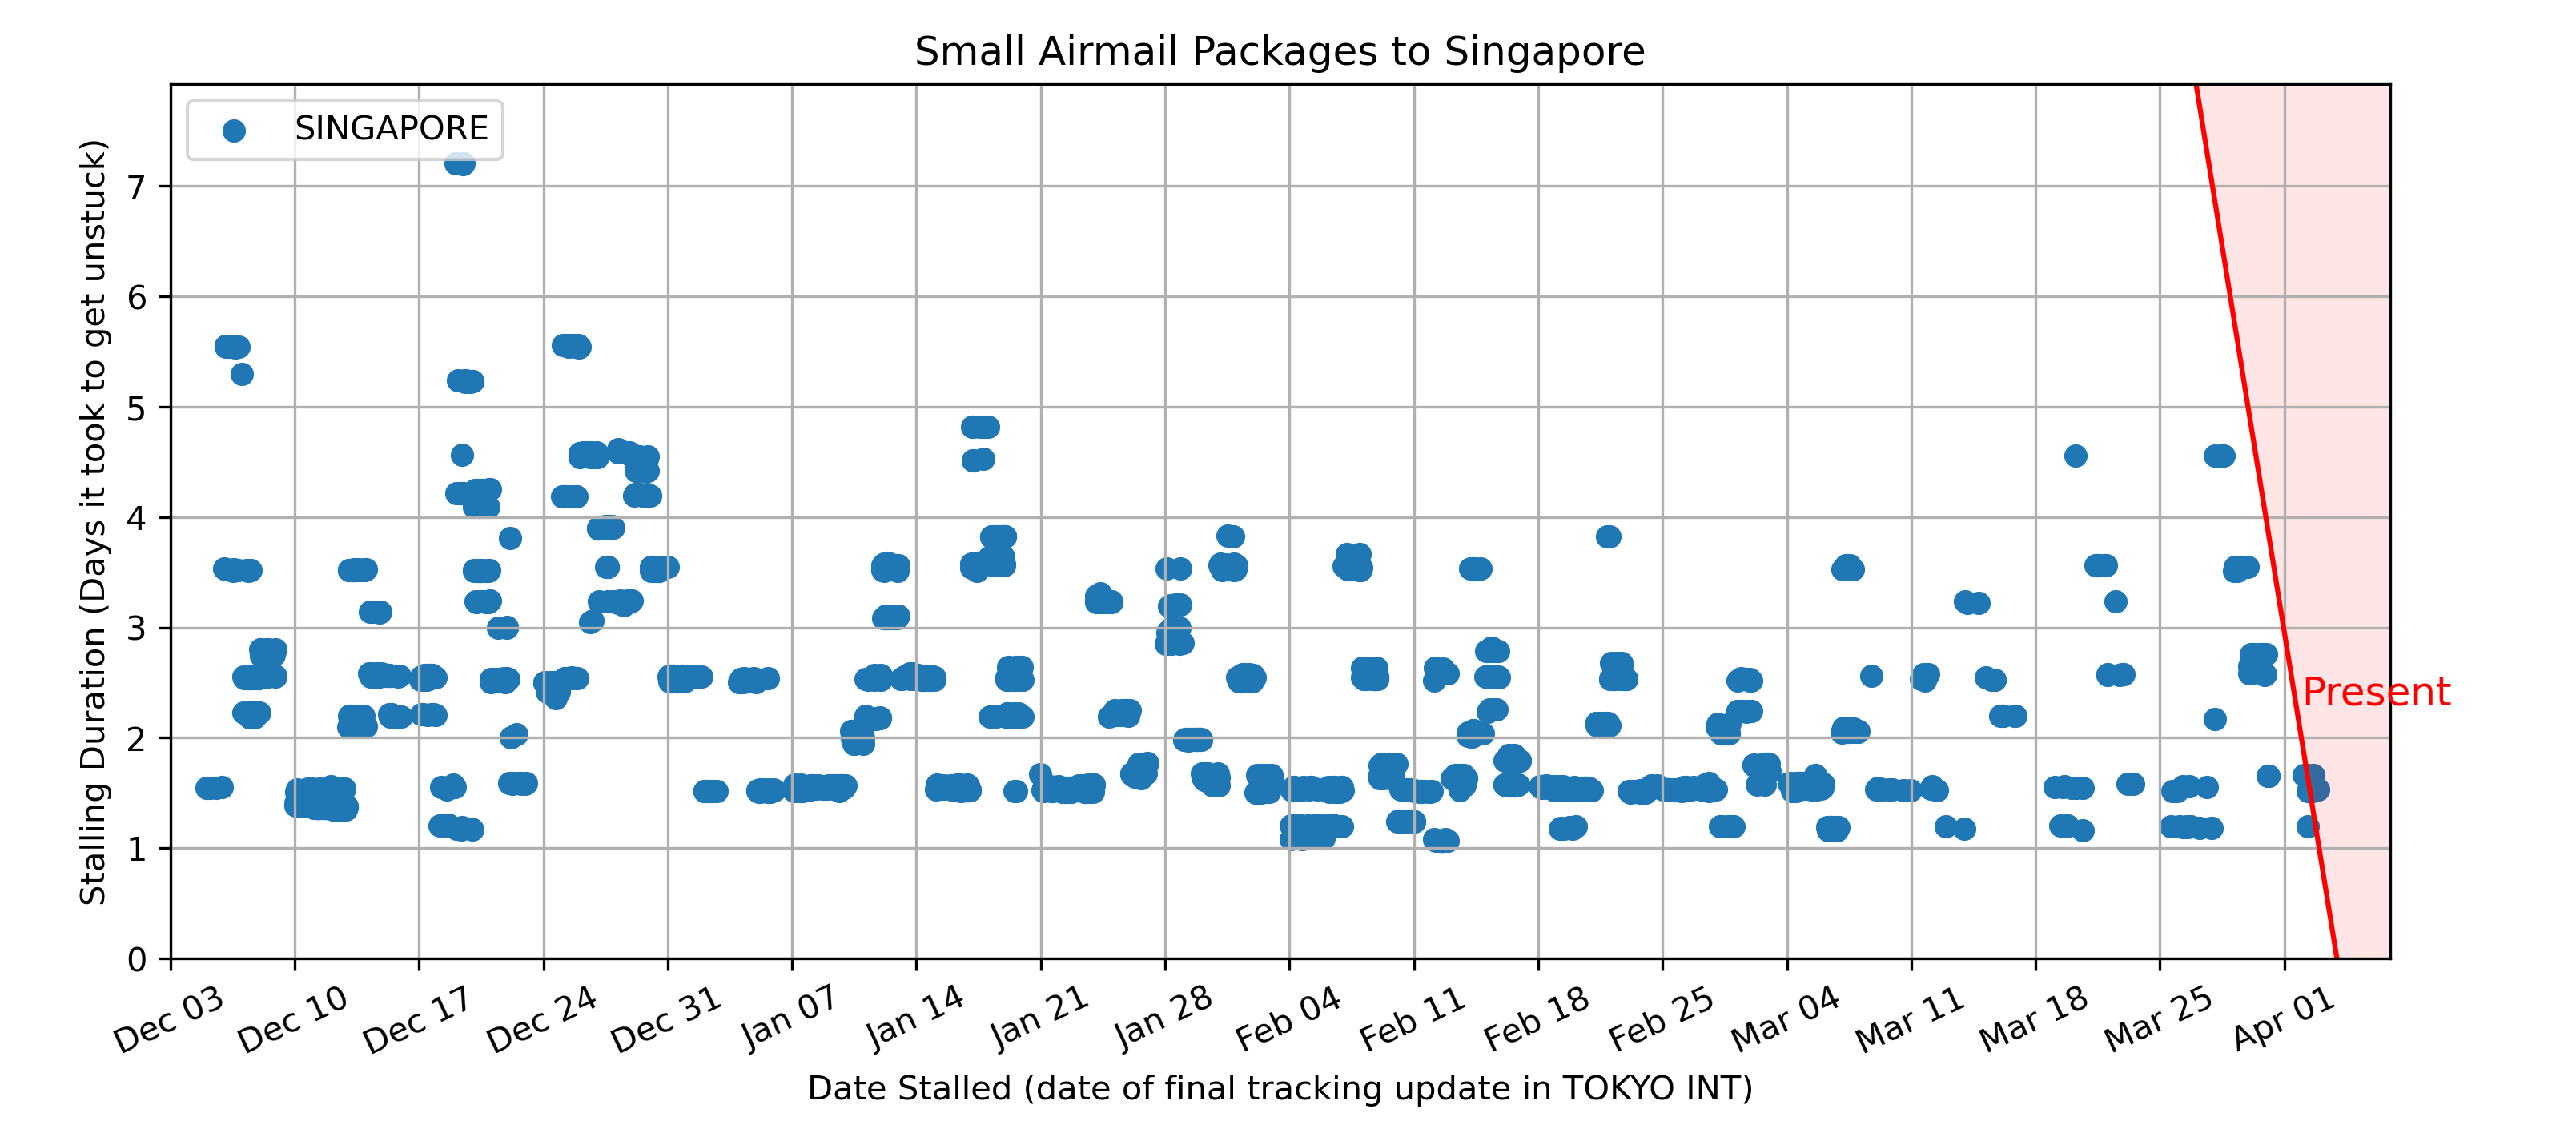 Small Airmail Packages to Singapore
SINGAPORE
Stalling Duration (Days it took to get unstuck)
7
6
5
4
3
2
1
0
Present
Dec 03
Dec 10
Dec 17
Dec 24
Dec 31
Jan 07
Jan 14
Jan 21
Jan 28
Feb 04
Feb 11
Feb 18
Feb 25
Mar 04
Mar 11
Mar 18
Mar 25
Apr 01
Date Stalled (date of final tracking update in TOKYO INT)